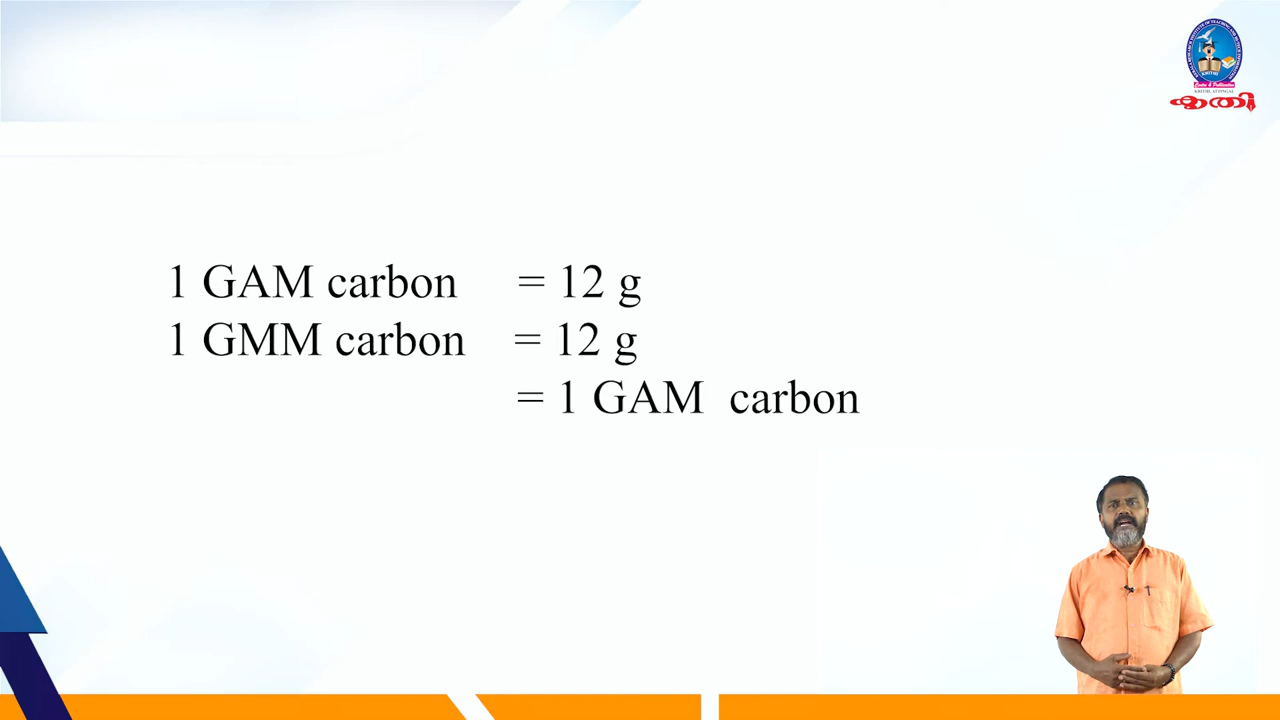 1 GAM carbon = 12 g
1 GMM carbon = 12 g
= 1 GAM carbon
കൃതി